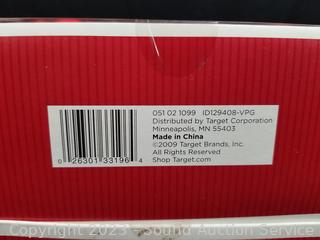 051 02 1099 ID129408-VPG
Distributed by Target Corporation
Minneapolis, MN 55403
Made in China
©2009 Target Brands, Inc.
All Rights Reserved
Shop Target.com
0 26301 33196 4
Copyright 2023 - Sound Auction Service